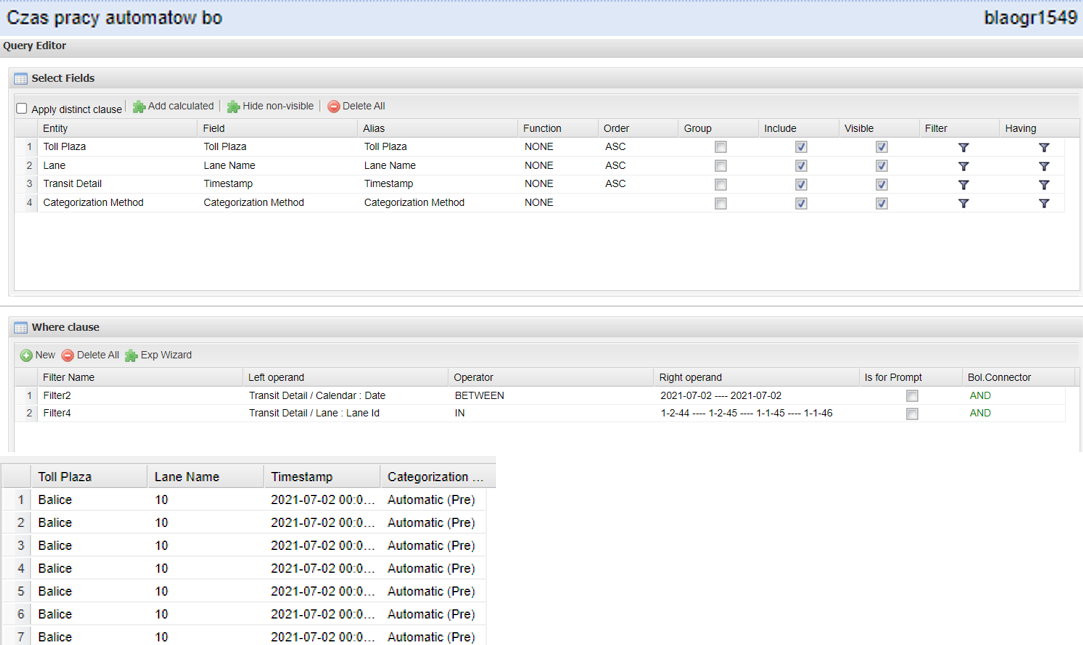 Czas pracy automatow bo blaogr1549
Query Editor
Select Fields
Apply distinct clause Add calculated Hide non-visible Delete All
Entity Field Alias Function Order Group Include Visible Filter Having
1 Toll Plaza Toll Plaza Toll Plaza NONE ASC
2 Lane Lane Name Lane Name NONE ASC
3 Transit Detail Timestamp Timestamp NONE ASC
4 Categorization Method Categorization Method Categorization Method NONE
Where clause
New Delete All Exp Wizard
Filter Name Left operand Operator Right operand Is for Prompt Bol.Connector
1 Filter2 Transit Detail / Calendar : Date BETWEEN 2021-07-02 ---- 2021-07-02 AND
2 Filter4 Transit Detail / Lane : Lane Id IN 1-2-44 ---- 1-2-45 ---- 1-1-45 ---- 1-1-46 AND
Toll Plaza Lane Name Timestamp Categorization ...
1 Balice 10 2021-07-02 00:0... Automatic (Pre)
2 Balice 10 2021-07-02 00:0... Automatic (Pre)
3 Balice 10 2021-07-02 00:0... Automatic (Pre)
4 Balice 10 2021-07-02 00:0... Automatic (Pre)
5 Balice 10 2021-07-02 00:0... Automatic (Pre)
6 Balice 10 2021-07-02 00:0... Automatic (Pre)
7 Balice 10 2021-07-02 00:0... Automatic (Pre)